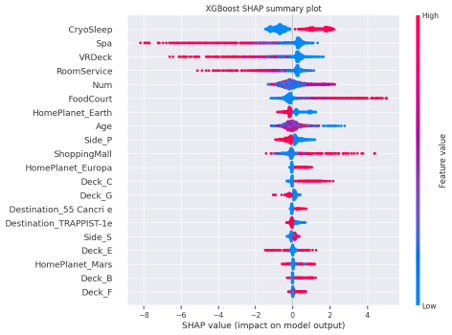 XGBoost SHAP summary plot
High
CryoSleep
Spa
VRDeck
RoomService
Num
FoodCourt
HomePlanet_Earth
Age
Side_P
ShoppingMall
HomePlanet_Europa
Deck_C
Deck_G
Destination_55 Cancri e
Destination_TRAPPIST-1e
Side_S
Deck_E
HomePlanet_Mars
Deck_B
Deck_F
Feature value
Low
−8 −6 −4 −2 0 2 4
SHAP value (impact on model output)